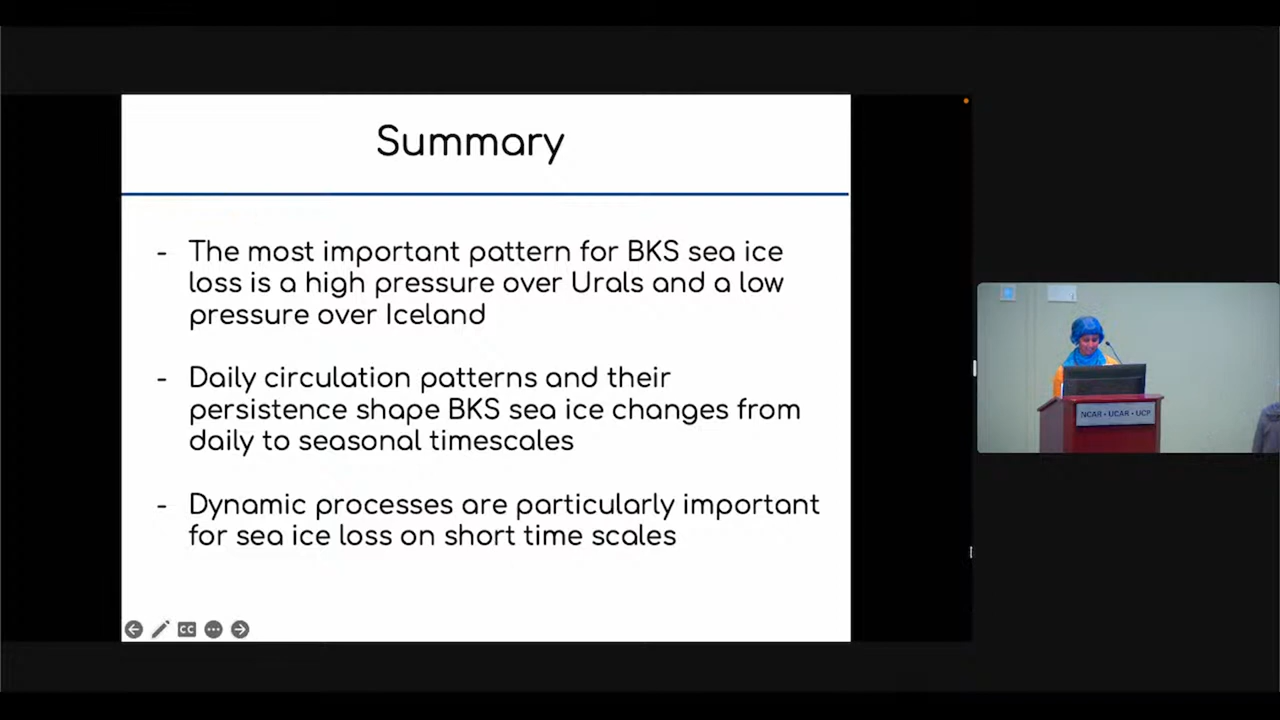 Summary
- The most important pattern for BKS sea ice
loss is a high pressure over Urals and a low
pressure over Iceland
- Daily circulation patterns and their
persistence shape BKS sea ice changes from
daily to seasonal timescales
- Dynamic processes are particularly important
for sea ice loss on short time scales
CC
NCAR • UCAR • UCP